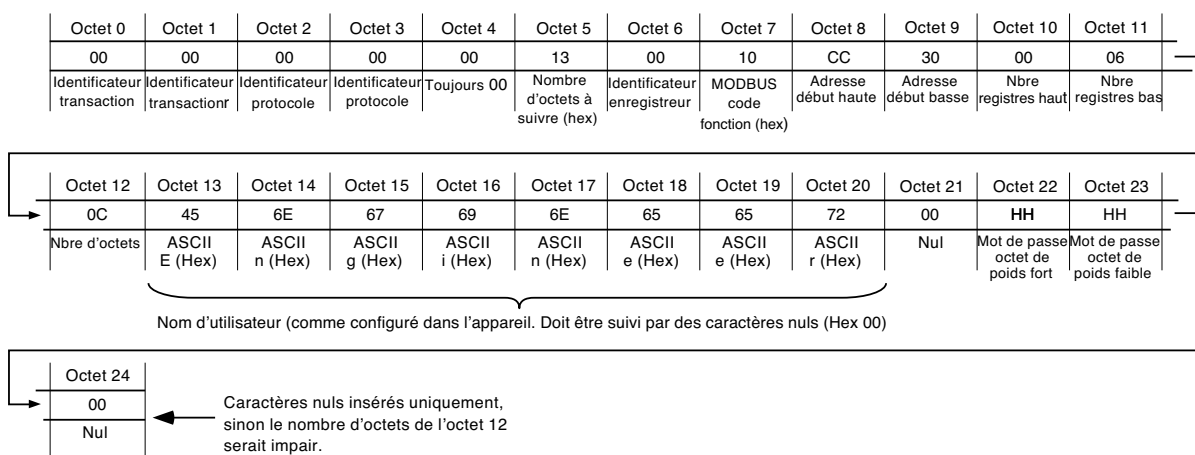 Octet 0 Octet 1 Octet 2 Octet 3 Octet 4 Octet 5 Octet 6 Octet 7 Octet 8 Octet 9 Octet 10 Octet 11
00 00 00 00 00 13 00 10 CC 30 00 06
Identificateur transaction Identificateur transactionr Identificateur protocole Identificateur protocole Toujours 00 Nombre d'octets à suivre (hex) Identificateur enregistreur MODBUS code fonction (hex) Adresse début haute Adresse début basse Nbre registres haut Nbre registres bas
Octet 12 Octet 13 Octet 14 Octet 15 Octet 16 Octet 17 Octet 18 Octet 19 Octet 20 Octet 21 Octet 22 Octet 23
0C 45 6E 67 69 6E 65 65 72 00 HH HH
Nbre d'octets ASCII E (Hex) ASCII n (Hex) ASCII g (Hex) ASCII i (Hex) ASCII n (Hex) ASCII e (Hex) ASCII e (Hex) ASCII r (Hex) Nul Mot de passe octet de poids fort Mot de passe octet de poids faible
Nom d'utilisateur (comme configuré dans l'appareil. Doit être suivi par des caractères nuls (Hex 00)
Octet 24
00
Nul
Caractères nuls insérés uniquement,
sinon le nombre d'octets de l'octet 12
serait impair.